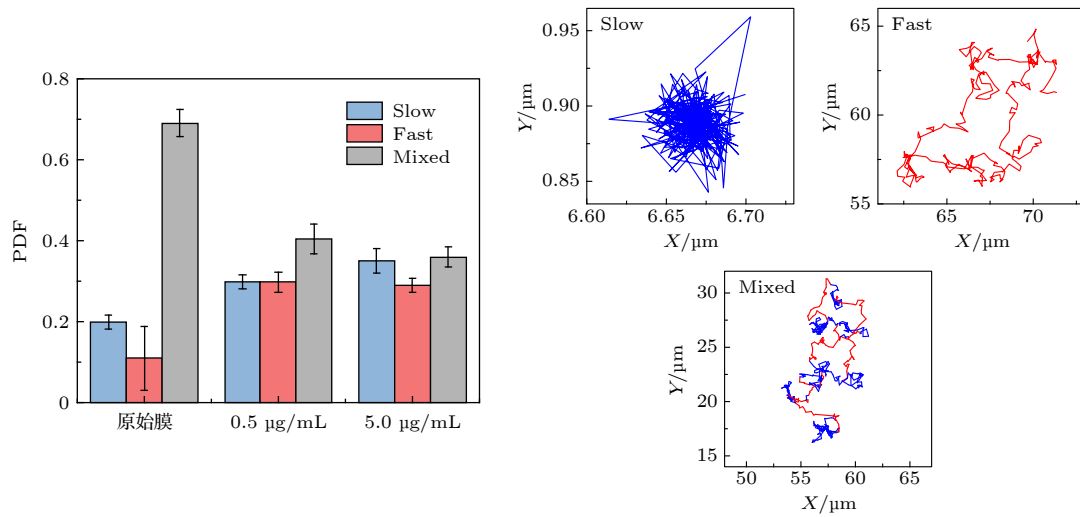 PDF
0.8
0.6
0.4
0.2
0
Slow
Fast
Mixed
原始膜
0.5 µg/mL
5.0 µg/mL
Slow
Y/µm
0.95
0.90
0.85
6.60
6.65
6.70
X/µm
Fast
Y/µm
65
60
55
65
70
X/µm
Mixed
Y/µm
30
25
20
15
50
55
60
65
X/µm